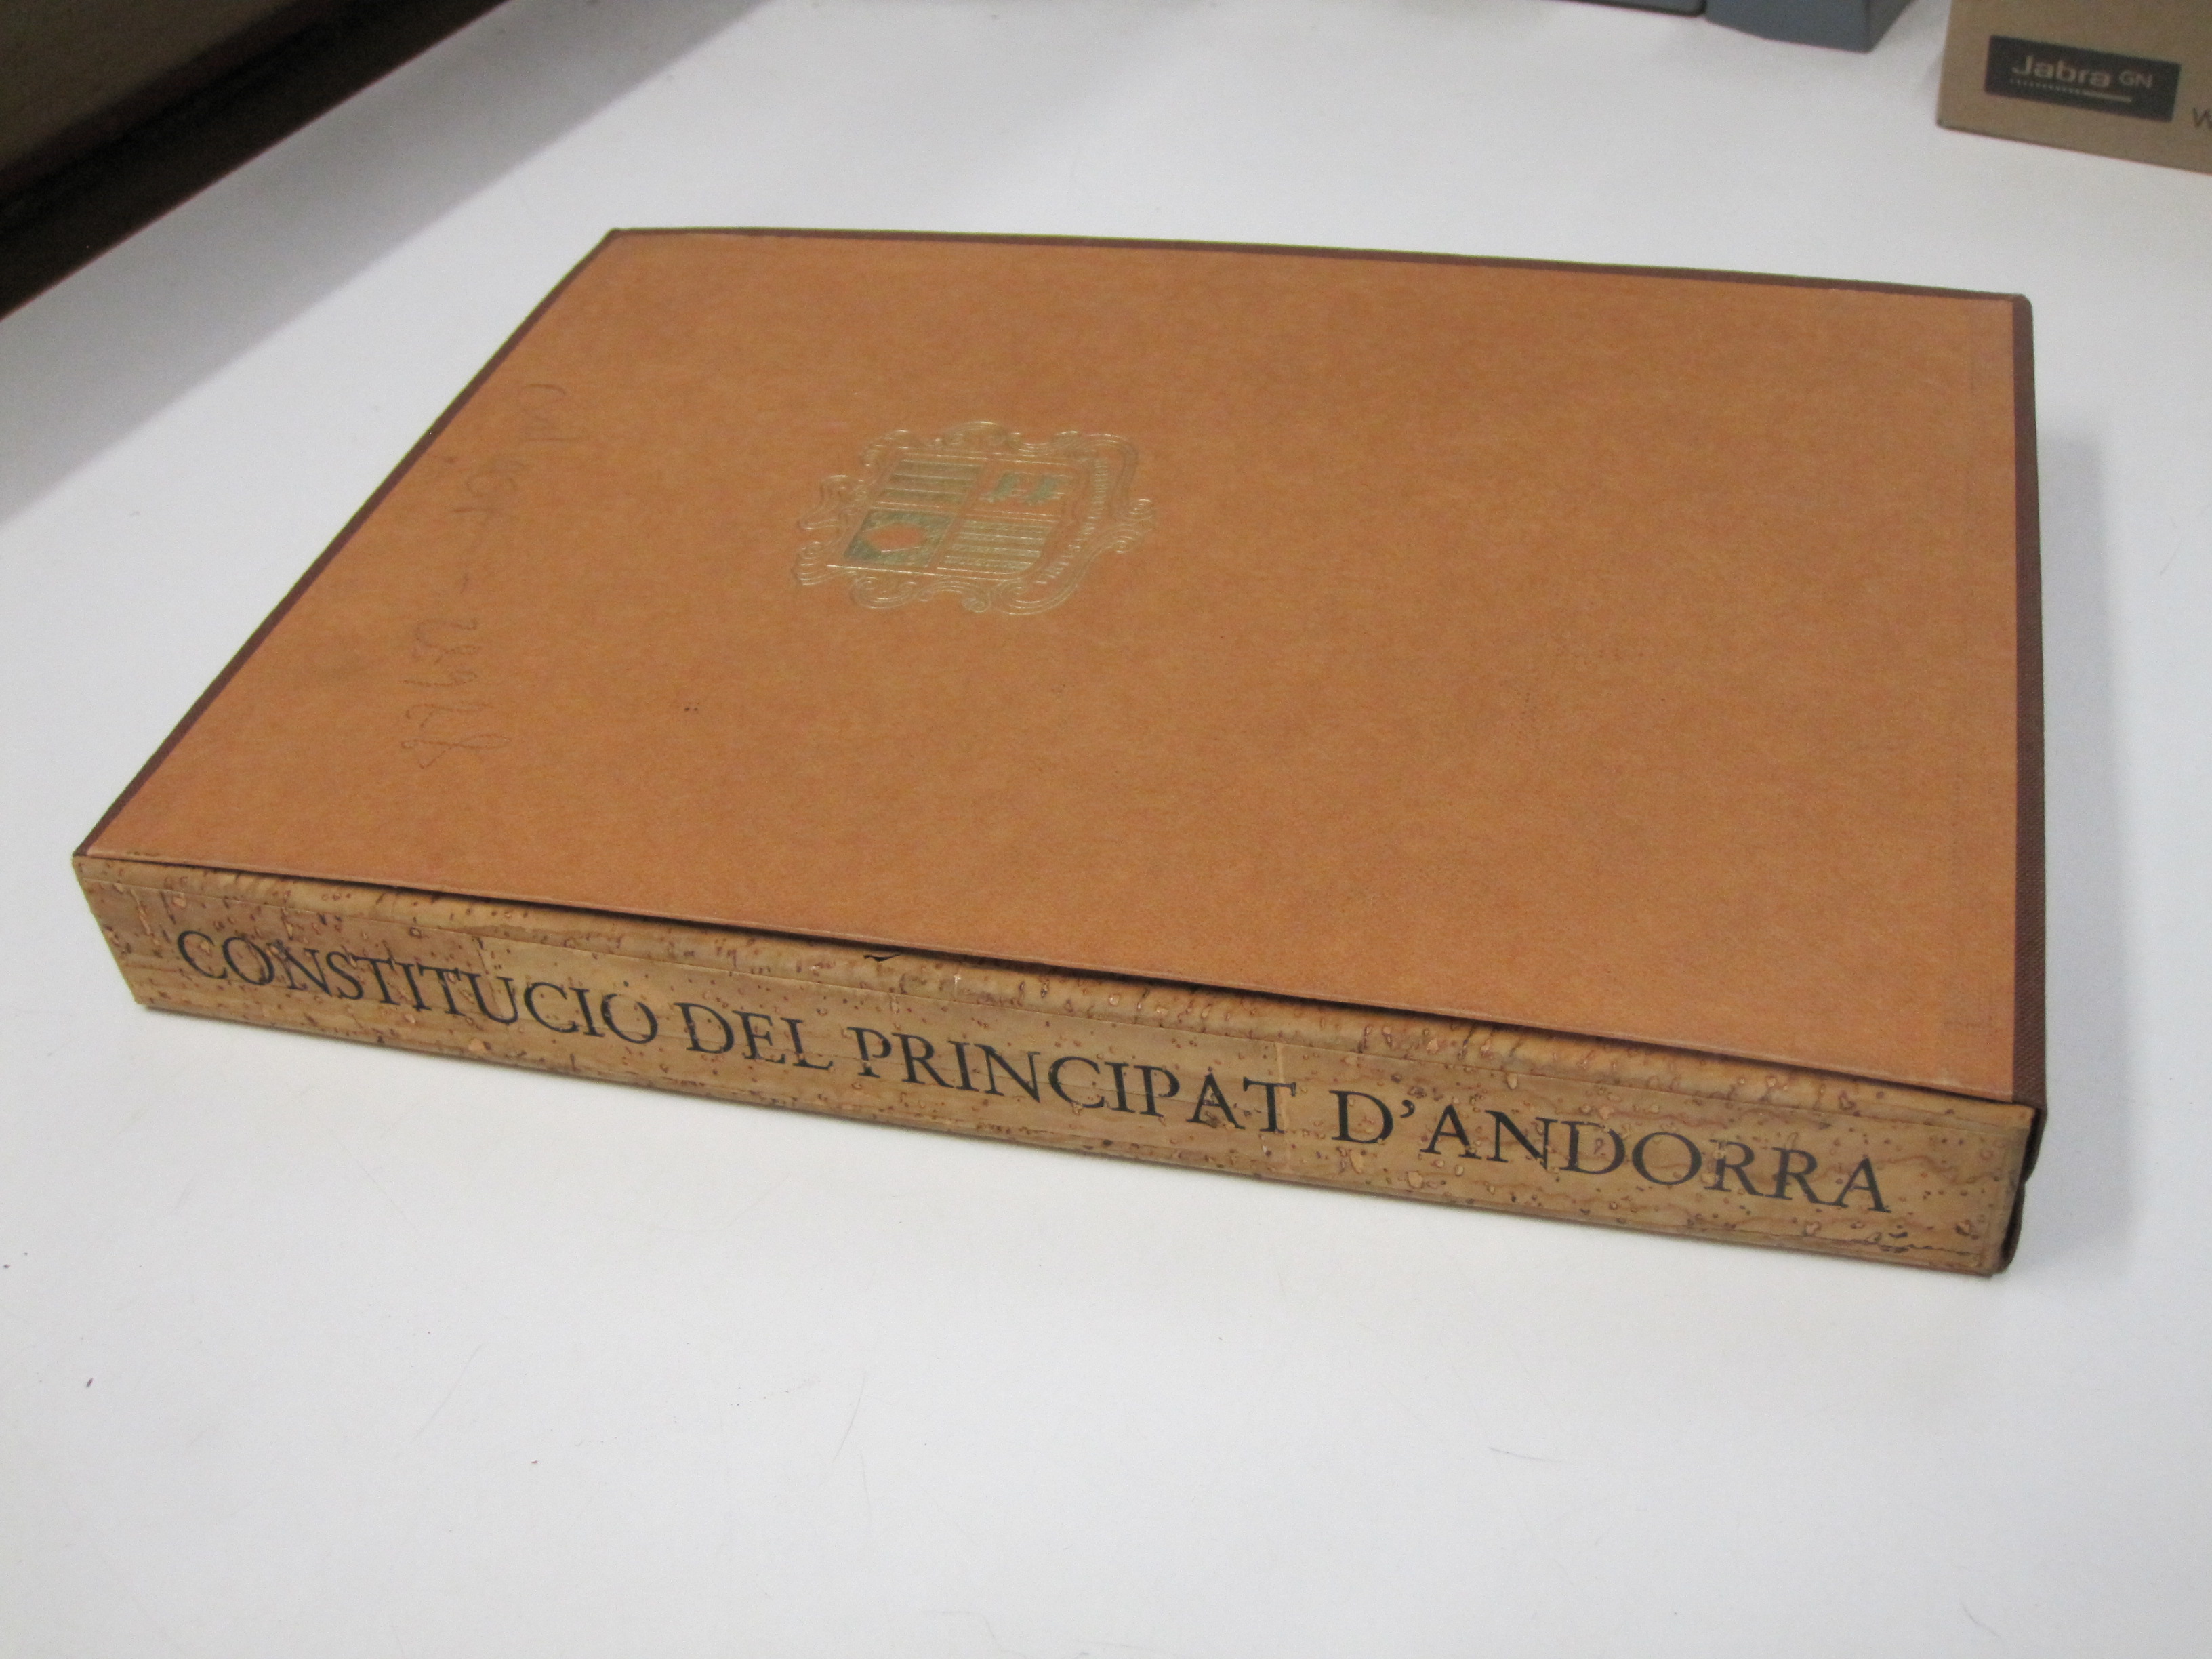 Jabra GN
W
CONSTITUCIO DEL PRINCIPAT D'ANDORRA